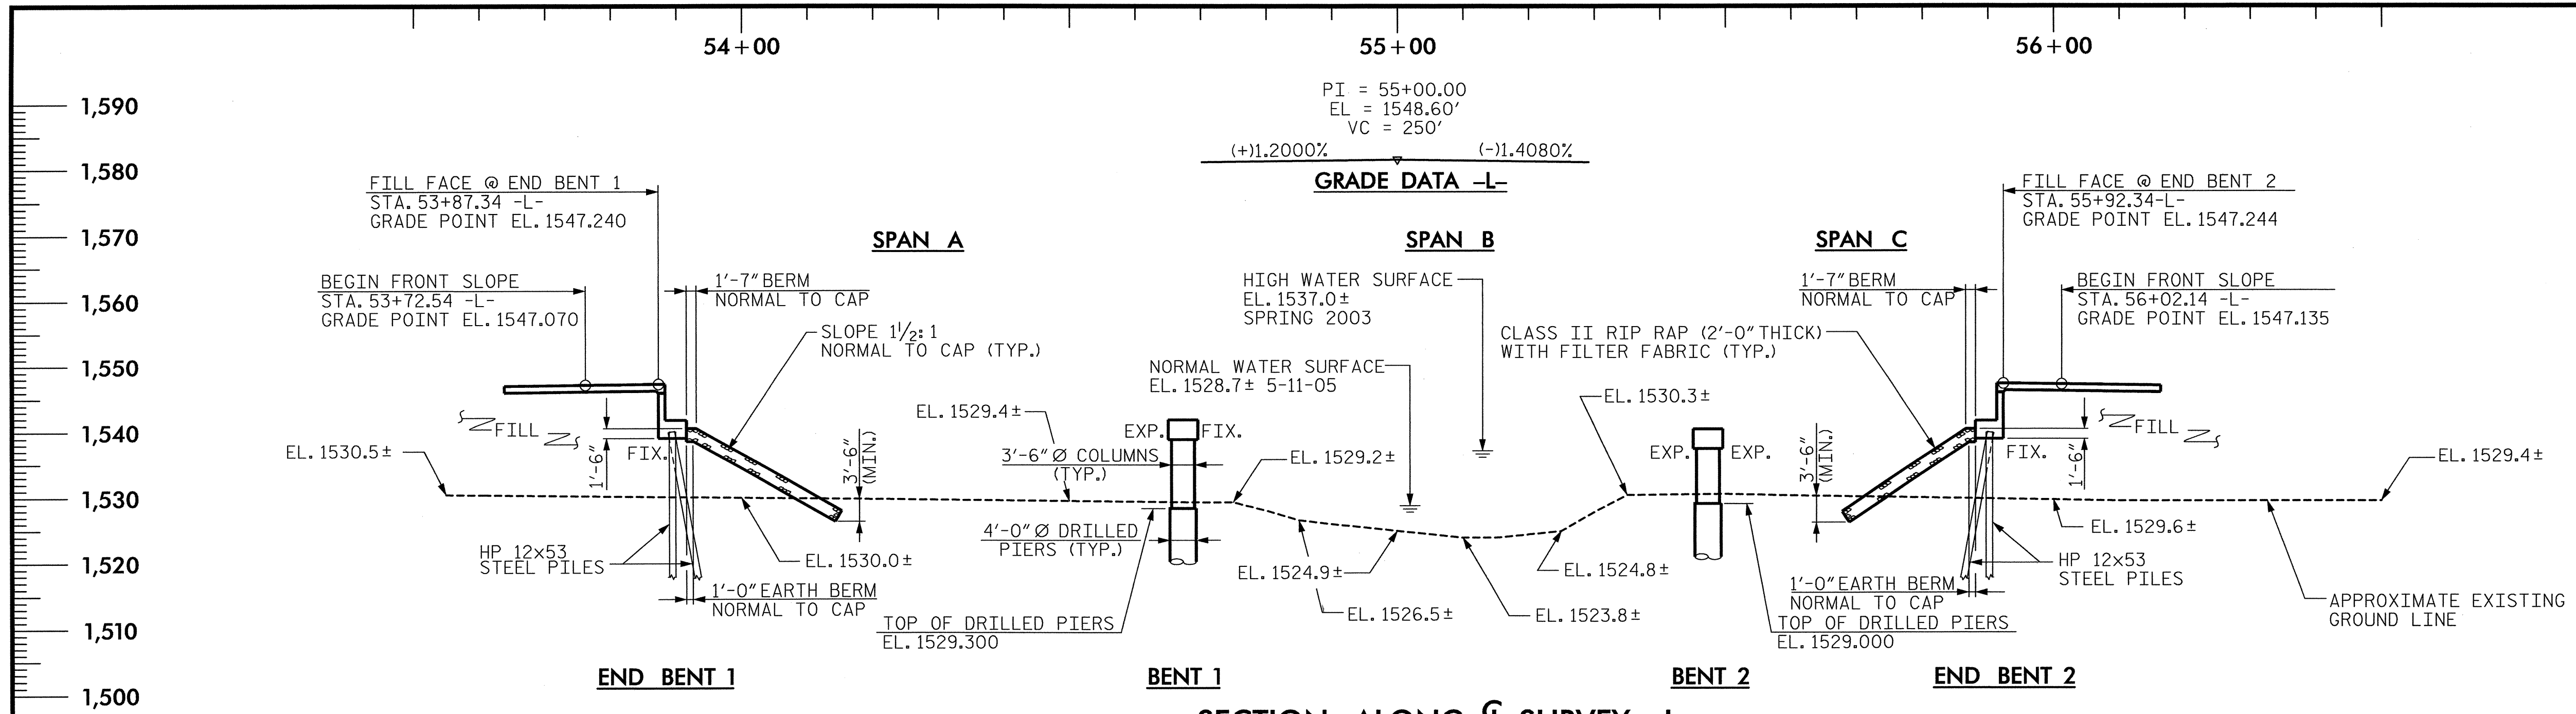 54+00
55+00
56+00
1,590
1,580
1,570
1,560
1,550
1,540
1,530
1,520
1,510
1,500
PI = 55+00.00
EL = 1548.60'
VC = 250'
(+)1.2000%
(-)1.4080%
GRADE DATA -L-
FILL FACE @ END BENT 1
STA. 53+87.34 -L-
GRADE POINT EL. 1547.240
FILL FACE @ END BENT 2
STA. 55+92.34-L-
GRADE POINT EL. 1547.244
SPAN A
SPAN B
SPAN C
BEGIN FRONT SLOPE
STA. 53+72.54 -L-
GRADE POINT EL. 1547.070
1'-7" BERM
NORMAL TO CAP
SLOPE 1½:1
NORMAL TO CAP (TYP.)
HIGH WATER SURFACE
EL. 1537.0±
SPRING 2003
NORMAL WATER SURFACE
EL. 1528.7± 5-11-05
1'-7" BERM
NORMAL TO CAP
BEGIN FRONT SLOPE
STA. 56+02.14 -L-
GRADE POINT EL. 1547.135
CLASS II RIP RAP (2'-0" THICK)
WITH FILTER FABRIC (TYP.)
EL. 1530.5±
FILL
FIX.
1'-6"
3'-6"
(MIN.)
EL. 1529.4±
EXP.
FIX.
3'-6" Ø COLUMNS
(TYP.)
EL. 1529.2±
EL. 1530.3±
EXP.
EXP.
3'-6"
(MIN.)
FIX.
FILL
1'-6"
EL. 1529.4±
HP 12x53
STEEL PILES
EL. 1530.0±
1'-0" EARTH BERM
NORMAL TO CAP
4'-0" Ø DRILLED
PIERS (TYP.)
EL. 1524.9±
EL. 1526.5±
EL. 1523.8±
EL. 1524.8±
EL. 1529.6±
HP 12x53
STEEL PILES
1'-0" EARTH BERM
NORMAL TO CAP
APPROXIMATE EXISTING
GROUND LINE
TOP OF DRILLED PIERS
EL. 1529.300
TOP OF DRILLED PIERS
EL. 1529.000
END BENT 1
BENT 1
BENT 2
END BENT 2
SECTION ALONG ℄ SURVEY